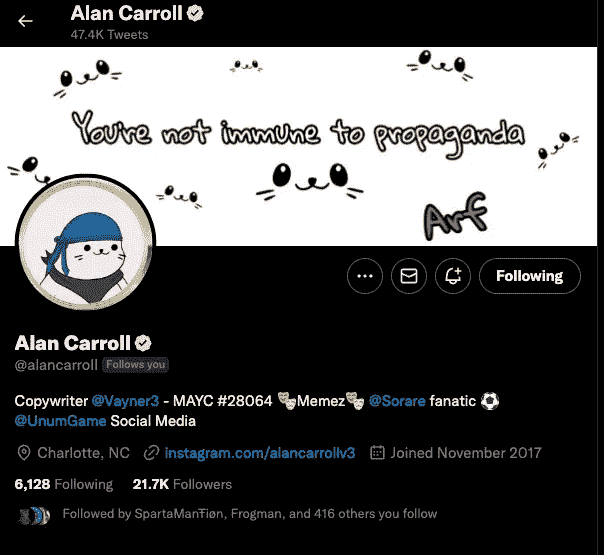 Alan Carroll
47.4K Tweets
You're not immune to propaganda
Arf
Following
Alan Carroll
@alancarroll Follows you
Copywriter @Vayner3 - MAYC #28064 🎭Memez🎭 @Sorare fanatic ⚽
@UnumGame Social Media
Charlotte, NC instagram.com/alancarrollv3 Joined November 2017
6,128 Following 21.7K Followers
Followed by SpartaManTiøn, Frogman, and 416 others you follow